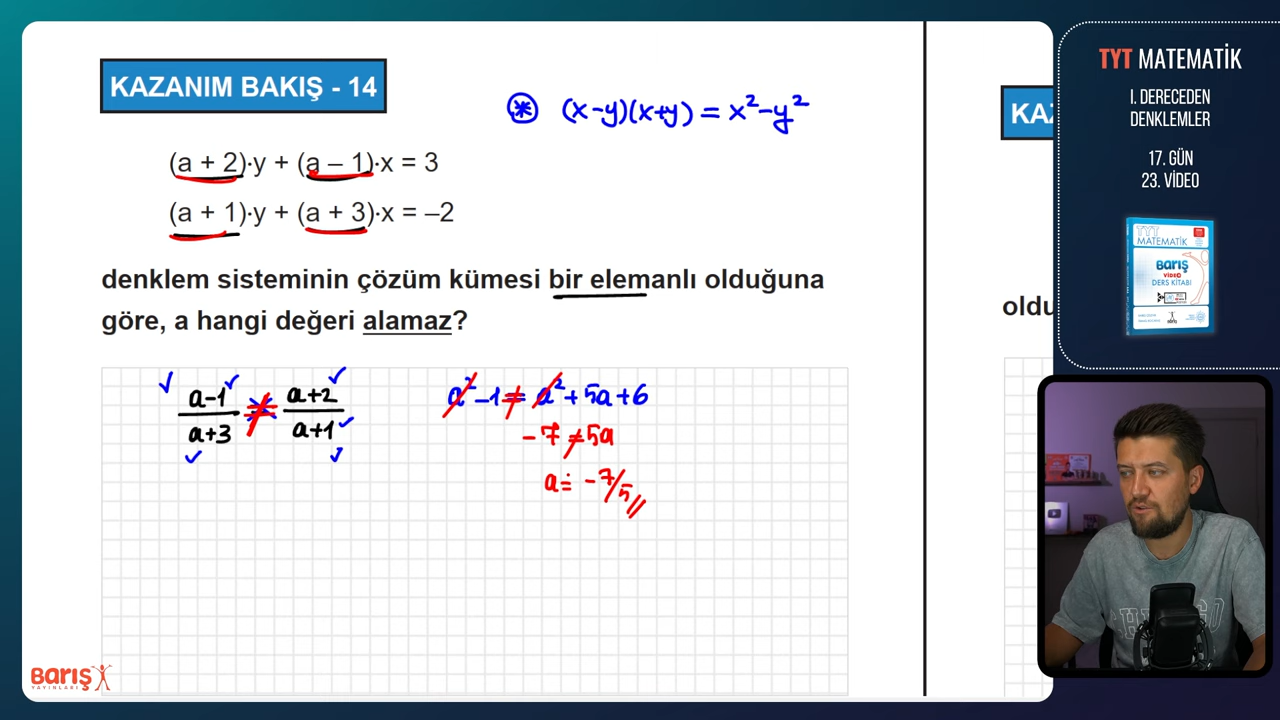 KAZANIM BAKIŞ - 14
⊛ (x-y)(x+y) = x²-y²
(a + 2)·y + (a – 1)·x = 3
(a + 1)·y + (a + 3)·x = –2
denklem sisteminin çözüm kümesi bir elemanlı olduğuna
göre, a hangi değeri alamaz?
a-1/a+3 ≠ a+2/a+1
a² -1 ≠ a² +5a+6
-7 ≠ 5a
a = -7/5
BARIŞ
YAYINLARI
KAZ
oldu
TYT MATEMATİK
I. DERECEDEN
DENKLEMLER
17. GÜN
23. VİDEO
TYT
MATEMATİK
BARIŞ
VİDEO
DERS KİTABI